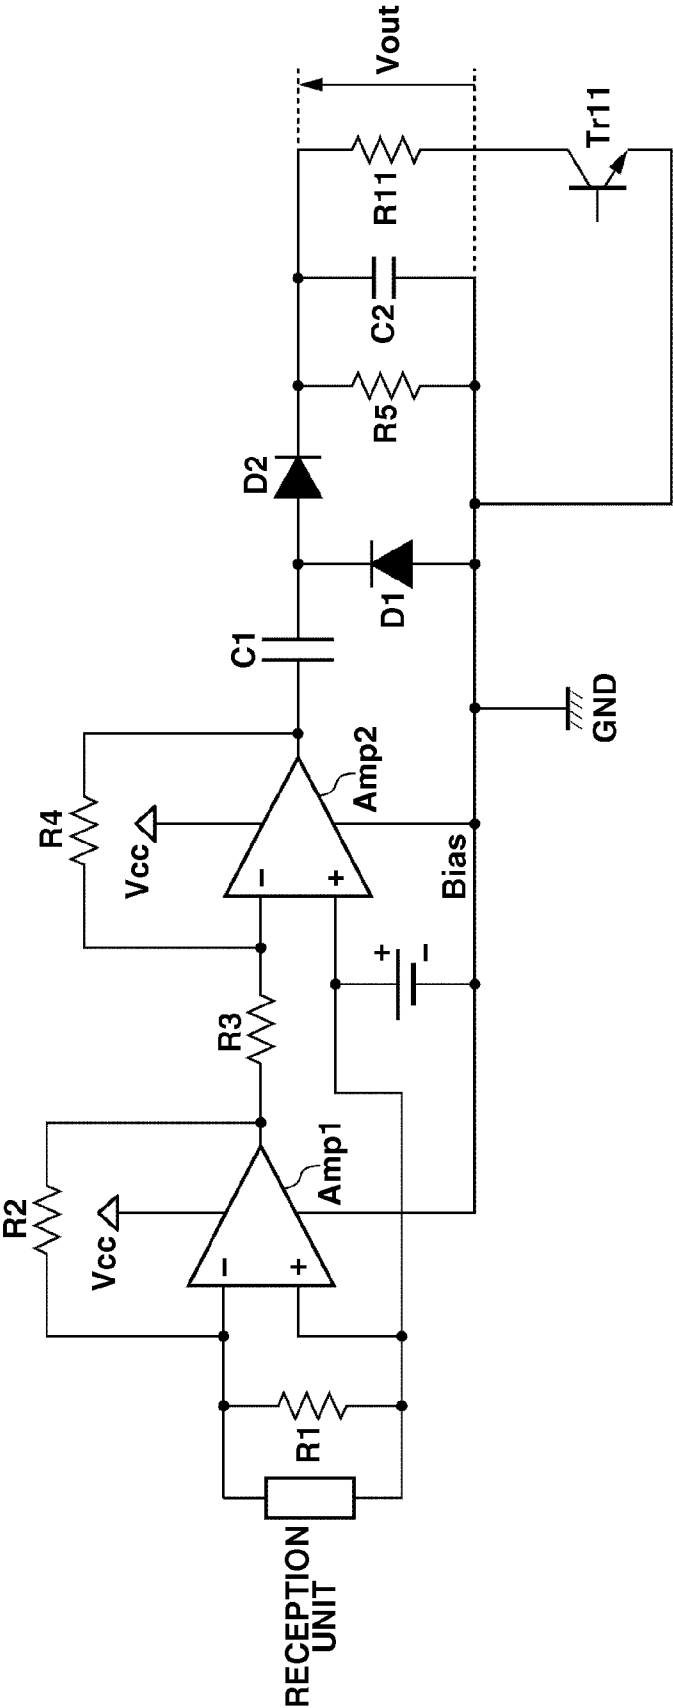 RECEPTION
UNIT
R1
R2
Vcc
−
+
Amp1
R3
R4
Vcc
−
+
Amp2
+
−
Bias
GND
C1
D1
D2
R5
C2
R11
Vout
Tr11